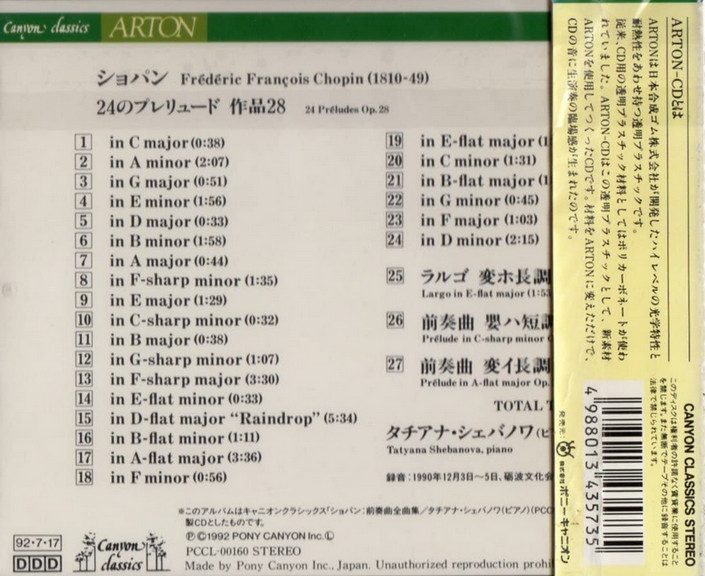 Canyon classics ARTON
ショパン Frédéric François Chopin (1810-49)
24のプレリュード 作品28 24 Préludes Op.28
1 in C major (0:38)
2 in A minor (2:07)
3 in G major (0:51)
4 in E minor (1:56)
5 in D major (0:33)
6 in B minor (1:58)
7 in A major (0:44)
8 in F-sharp minor (1:35)
9 in E major (1:29)
10 in C-sharp minor (0:32)
11 in B major (0:38)
12 in G-sharp minor (1:07)
13 in F-sharp major (3:30)
14 in E-flat minor (0:33)
15 in D-flat major “Raindrop” (5:34)
16 in B-flat minor (1:11)
17 in A-flat major (3:36)
18 in F minor (0:56)
19 in E-flat major (1
20 in C minor (1:31)
21 in B-flat major (1
22 in G minor (0:45)
23 in F major (1:03)
24 in D minor (2:15)
25 ラルゴ 変ホ長調
Largo in E-flat major (1:53
26 前奏曲 嬰ハ短調
Prélude in C-sharp minor
27 前奏曲 変イ長調
Prélude in A-flat major Op.
TOTAL T
タチアナ・シェバノワ(ピ
Tatyana Shebanova, piano
録音:1990年12月3日〜5日、砺波文化会
※このアルバムはキャニオンクラシックス「ショパン:前奏曲全曲集/タチアナ・シェバノワ(ピアノ)(PCC
製CDとしたものです。
Ⓟ©1992 PONY CANYON Inc. Ⓛ
PCCL-00160 STEREO
Made by Pony Canyon Inc., Japan. Unauthorized reproduction prohi
92・7・17
DDD
Canyon classics
ARTON-CDとは
ARTONは日本合成ゴム株式会社が開発したハイレベルの光学特性と
耐熱性をあわせ持つ透明プラスチックです。
従来、CD用の透明プラスチック材料としてはポリカーボネートが使わ
れていました。ARTON-CDはこの透明プラスチックとして、新素材
ARTONを使用してつくったCDです。材料をARTONに変えただけで、
CDの音に生演奏の臨場感が生まれたのです。
CANYON CLASSICS STEREO
このディスクは権利者の許諾なく賃貸業に使用すること
を禁じます。また無断でテープその他に録音することは
法律で禁じられています。
4 988013 435735
発売元: 株式会社ポニーキャニオン